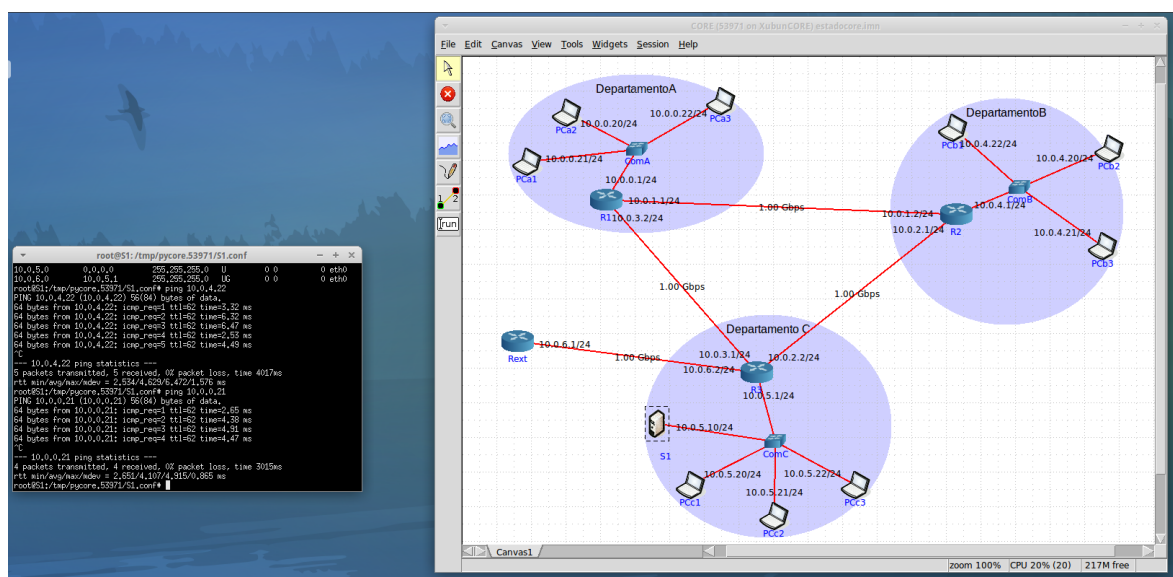 root@S1: /tmp/pycore.53971/S1.conf
10.0.5.0 0.0.0.0 255.255.255.0 U 0 0 0 eth0
10.0.6.0 10.0.5.1 255.255.255.0 UG 0 0 0 eth0
root@S1:/tmp/pycore.53971/S1.conf# ping 10.0.4.22
PING 10.0.4.22 (10.0.4.22) 56(84) bytes of data.
64 bytes from 10.0.4.22: icmp_req=1 ttl=62 time=3.32 ms
64 bytes from 10.0.4.22: icmp_req=2 ttl=62 time=6.32 ms
64 bytes from 10.0.4.22: icmp_req=3 ttl=62 time=6.47 ms
64 bytes from 10.0.4.22: icmp_req=4 ttl=62 time=2.53 ms
64 bytes from 10.0.4.22: icmp_req=5 ttl=62 time=4.49 ms
^C
--- 10.0.4.22 ping statistics ---
5 packets transmitted, 5 received, 0% packet loss, time 4017ms
rtt min/avg/max/mdev = 2.534/4.629/6.472/1.576 ms
root@S1:/tmp/pycore.53971/S1.conf# ping 10.0.0.21
PING 10.0.0.21 (10.0.0.21) 56(84) bytes of data.
64 bytes from 10.0.0.21: icmp_req=1 ttl=62 time=2.65 ms
64 bytes from 10.0.0.21: icmp_req=2 ttl=62 time=4.38 ms
64 bytes from 10.0.0.21: icmp_req=3 ttl=62 time=4.91 ms
64 bytes from 10.0.0.21: icmp_req=4 ttl=62 time=4.47 ms
^C
--- 10.0.0.21 ping statistics ---
4 packets transmitted, 4 received, 0% packet loss, time 3015ms
rtt min/avg/max/mdev = 2.651/4.107/4.915/0.865 ms
root@S1:/tmp/pycore.53971/S1.conf#
CORE (53971 on XubunCORE) estadocore.imn
File Edit Canvas View Tools Widgets Session Help
1 2
run
DepartamentoA
10.0.0.22/24
PCa3
10.0.0.20/24
PCa2
ComA
10.0.0.21/24
PCa1
10.0.0.1/24
10.0.1.1/24
R1
10.0.3.2/24
1.00 Gbps
DepartamentoB
PCb1
10.0.4.22/24
10.0.4.20/24
PCb2
ComB
10.0.4.1/24
10.0.1.2/24
10.0.2.1/24
R2
10.0.4.21/24
PCb3
1.00 Gbps
1.00 Gbps
Departamento C
10.0.6.1/24
Rext
1.00 Gbps
10.0.3.1/24
10.0.2.2/24
10.0.6.2/24
R3
10.0.5.1/24
10.0.5.10/24
S1
ComC
10.0.5.20/24
10.0.5.22/24
10.0.5.21/24
PCc1
PCc3
PCc2
Canvas1
zoom 100% CPU 20% (20) 217M free